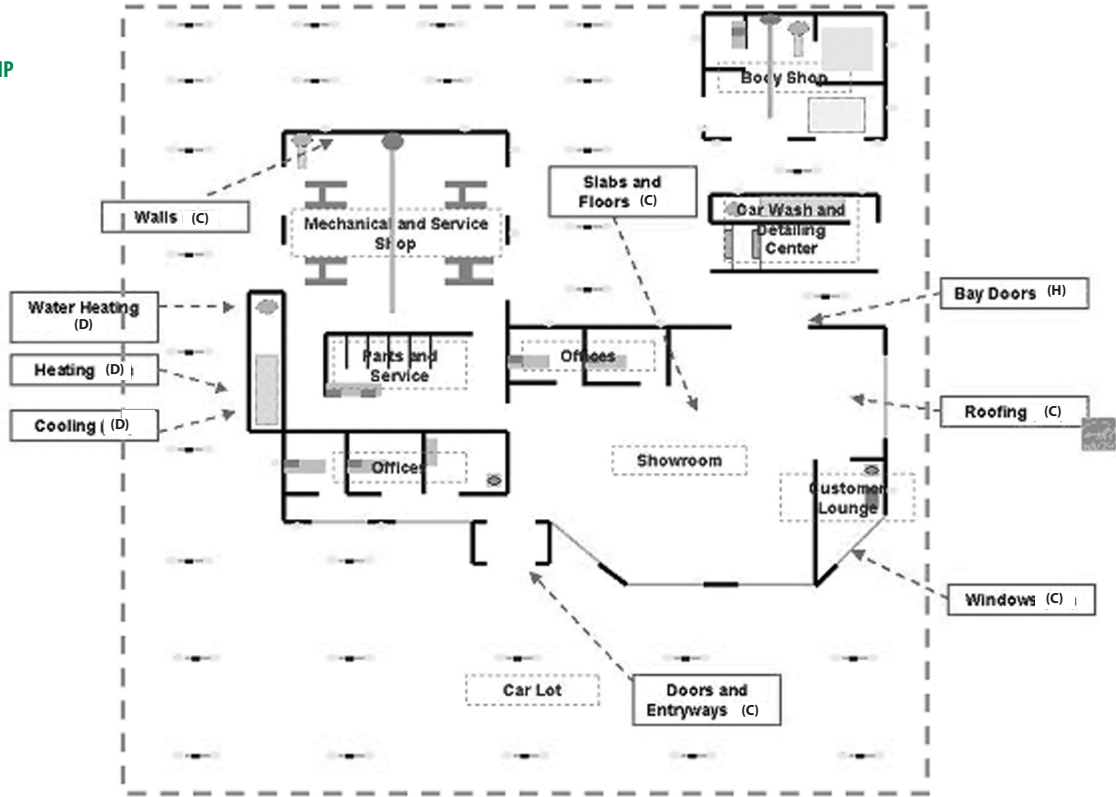 IP
Body Shop
Slabs and
Floors (C)
Walls (C)
Mechanical and Service
Shop
Car Wash and
Detailing
Center
Bay Doors (H)
Water Heating
(D)
Parts and
Service
Offices
Heating (D)
Roofing (C)
Cooling ( (D)
Offices
Showroom
Customer
Lounge
Windows (C)
Car Lot
Doors and
Entryways (C)